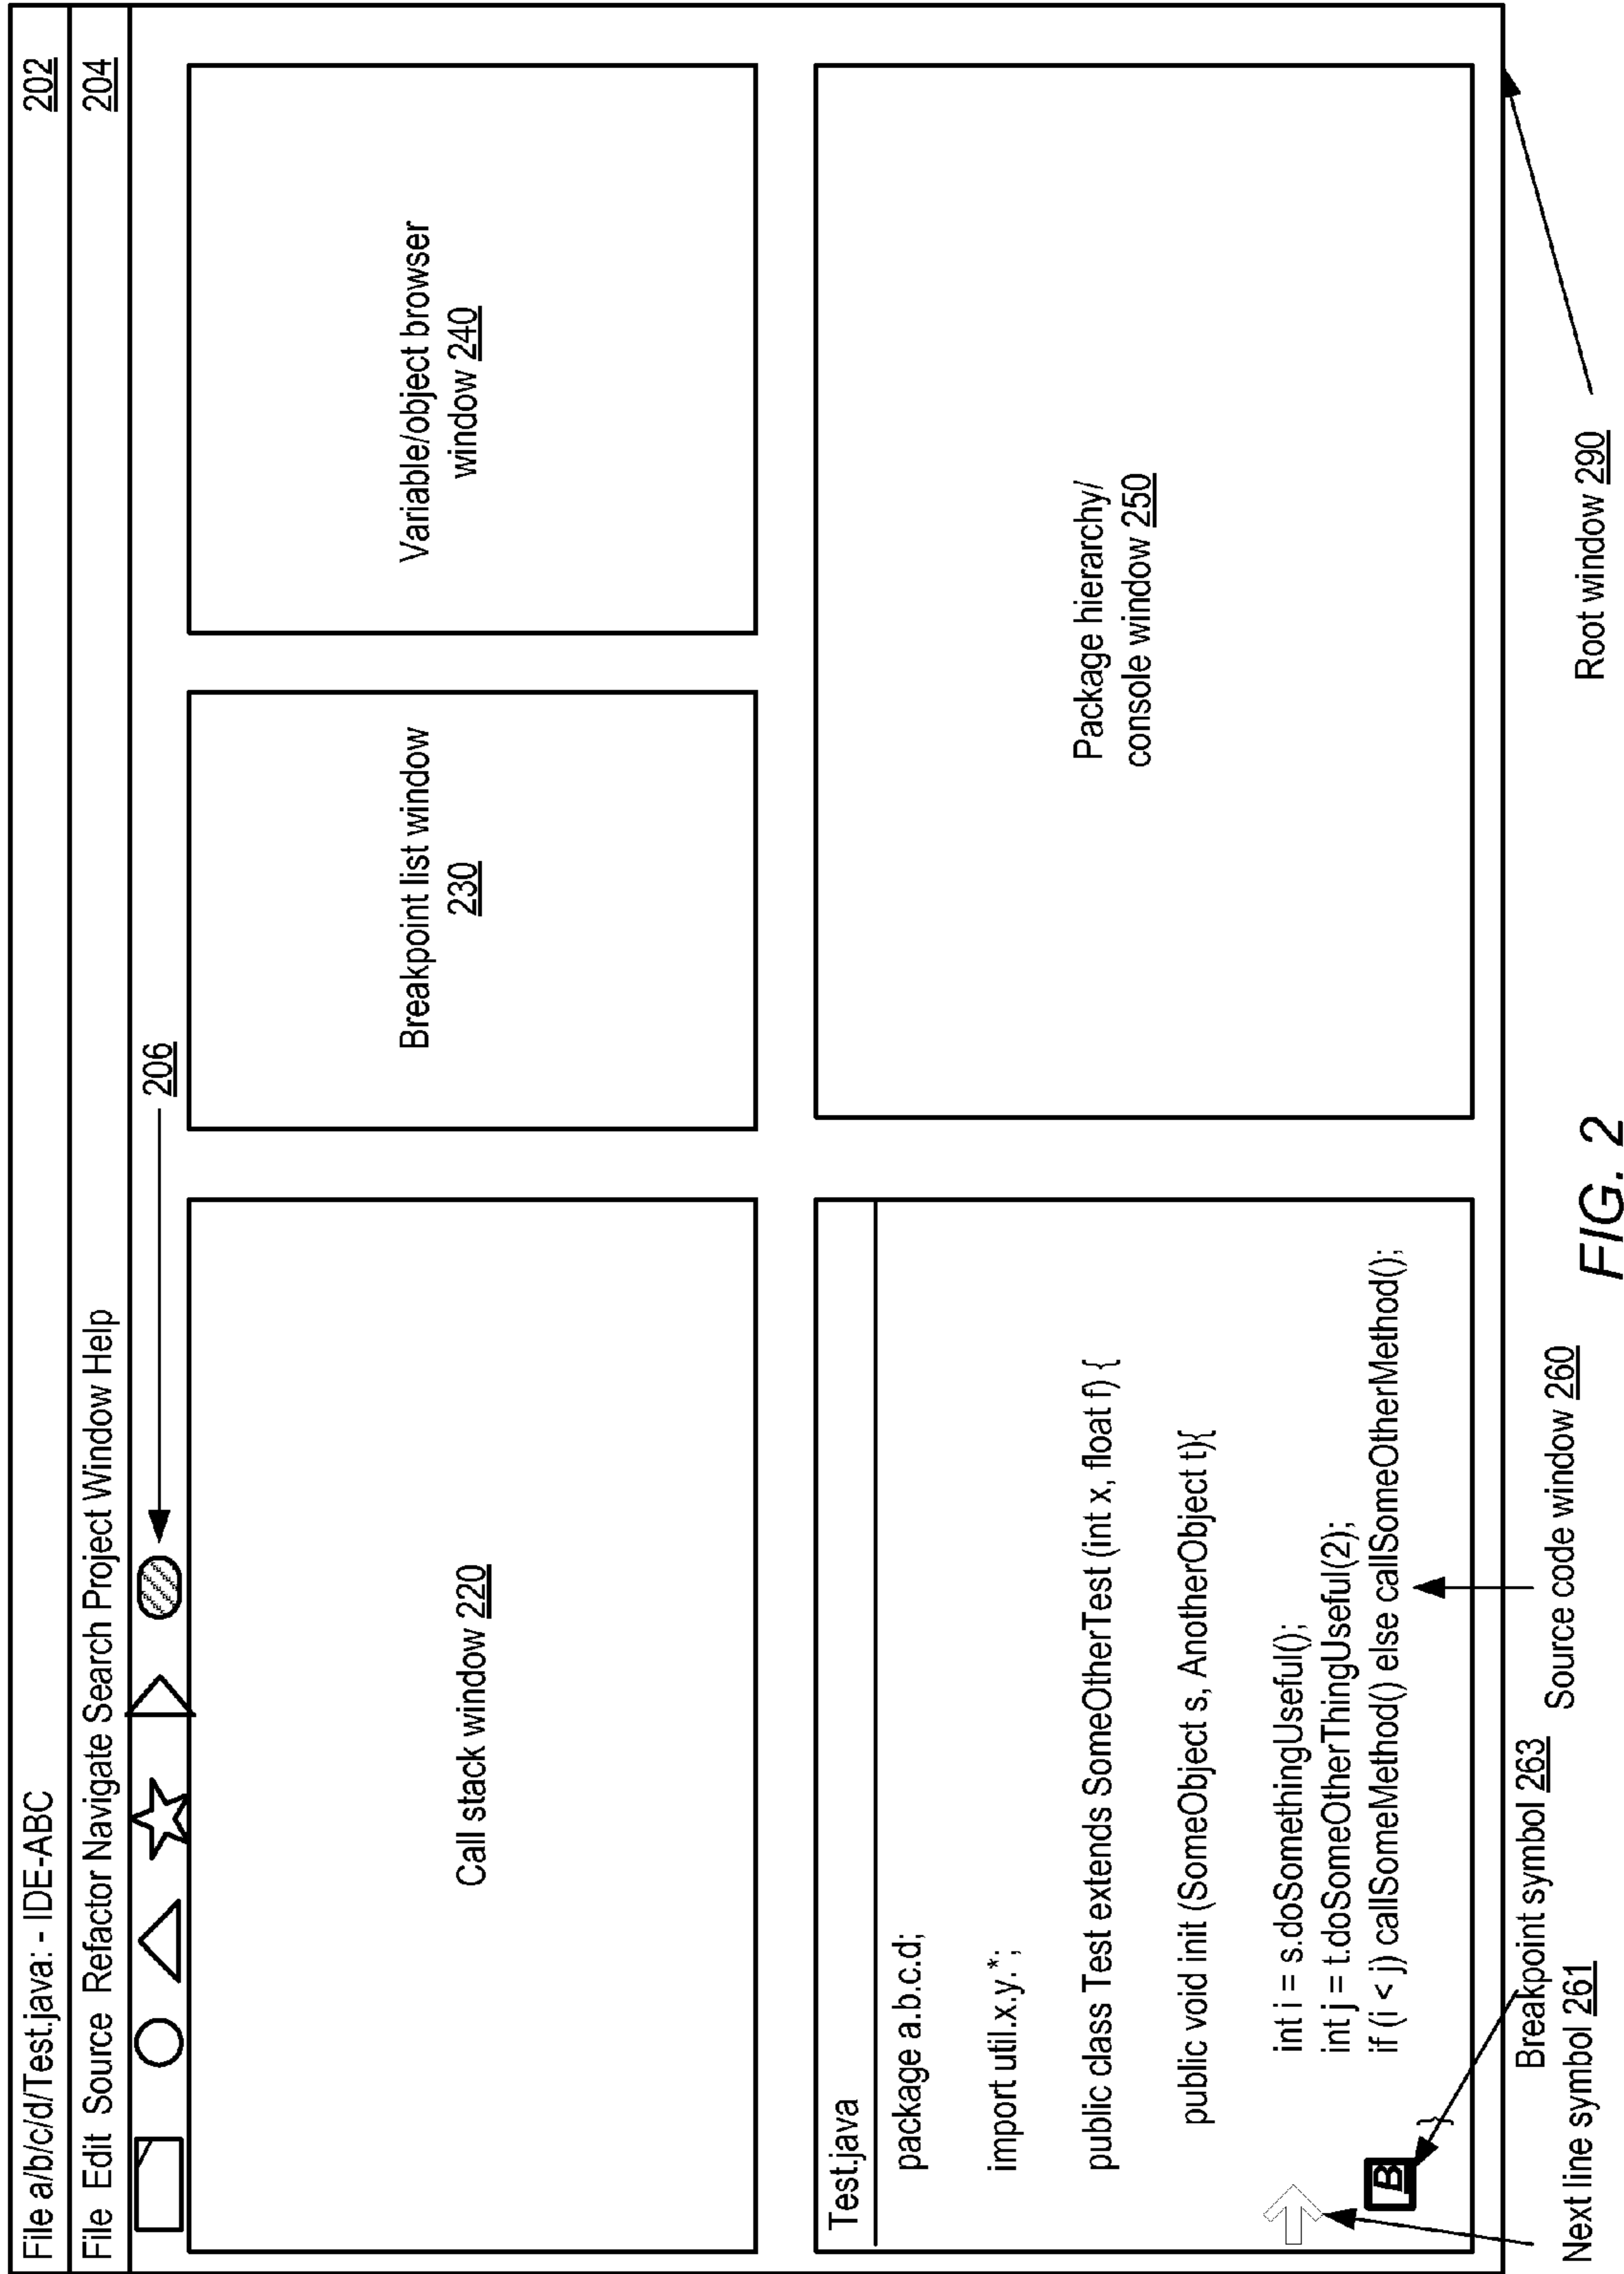 File a/b/c/d/Test.java: - IDE-ABC
202
File Edit Source Refactor Navigate Search Project Window Help
204
206
Call stack window 220
Breakpoint list window
230
Variable/object browser
window 240
Test.java
package a.b.c.d;
import util.x.y.*;
public class Test extends SomeOtherTest (int x, float f) {
public void init (SomeObject s, AnotherObject t){
int i = s.doSomethingUseful();
int j = t.doSomeOtherThingUseful(2);
if (i < j) callSomeMethod() else callSomeOtherMethod();
B
}
Package hierarchy/
console window 250
Breakpoint symbol 263
Next line symbol 261
Source code window 260
Root window 290
FIG. 2